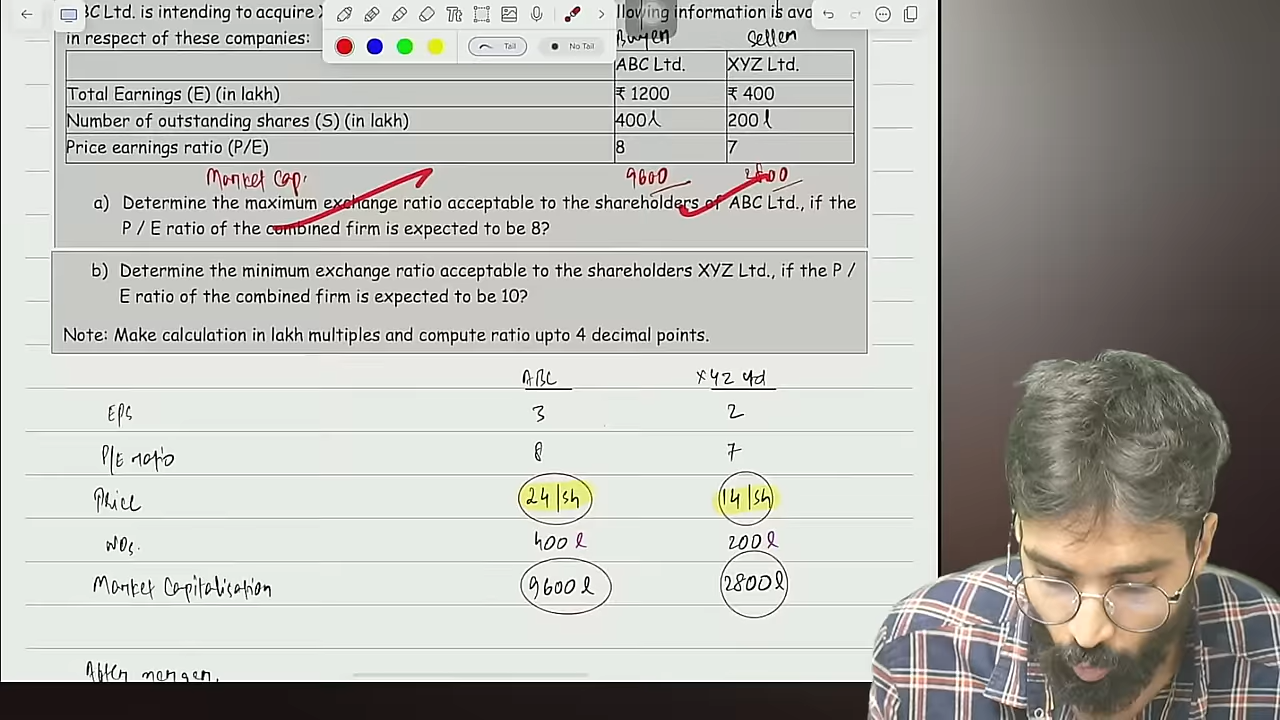 BC Ltd. is intending to acquire
llowing information is ava
in respect of these companies:
Buyer Seller
Tail No Tail
ABC Ltd. XYZ Ltd.
Total Earnings (E) (in lakh) ₹ 1200 ₹ 400
Number of outstanding shares (S) (in lakh) 400 l 200 l
Price earnings ratio (P/E) 8 7
Market Cap. 9600 2800
a) Determine the maximum exchange ratio acceptable to the shareholders of ABC Ltd., if the
P / E ratio of the combined firm is expected to be 8?
b) Determine the minimum exchange ratio acceptable to the shareholders XYZ Ltd., if the P /
E ratio of the combined firm is expected to be 10?
Note: Make calculation in lakh multiples and compute ratio upto 4 decimal points.
ABC XYZ Ltd
EPS 3 2
P/E ratio 8 7
Price 24/sh 14/sh
NOS. 400 l 200 l
Market Capitalisation 9600 l 2800 l
After merger.